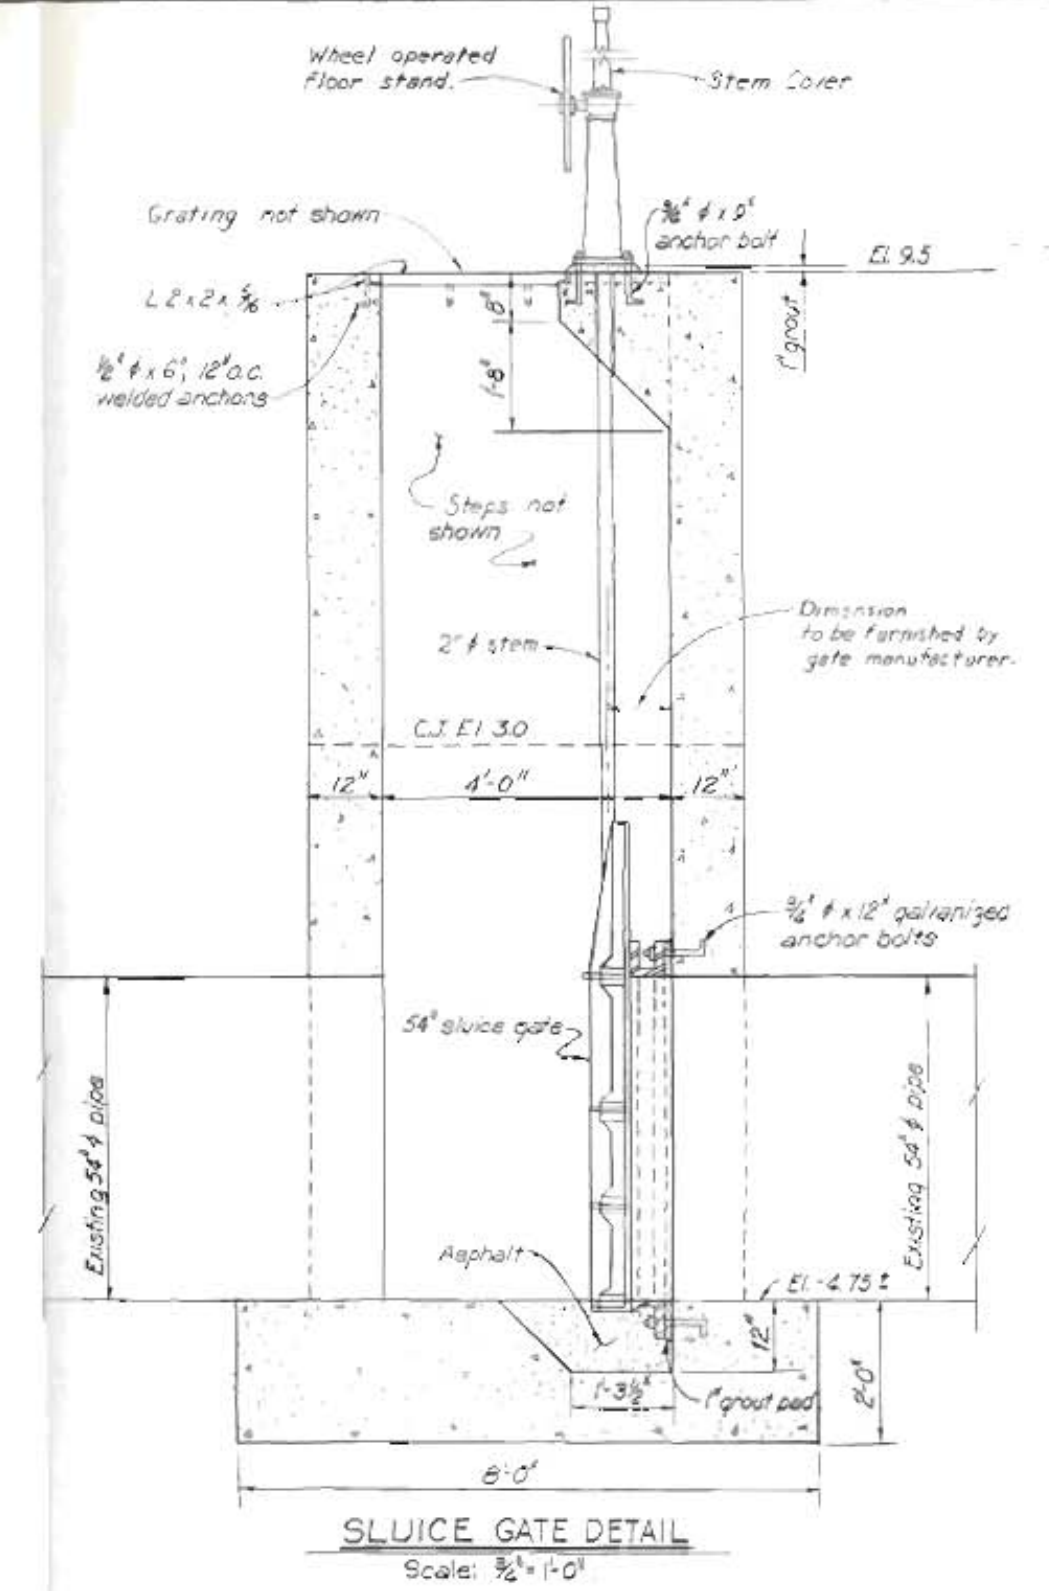 Wheel operated
floor stand.
Stem Cover
Grating not shown
3/4" ϕ x 9"
anchor bolt
El. 9.5
L 2 x 2 x 5/16
8"
1" grout
1/2" ϕ x 6", 12" o.c.
welded anchors
1'-8"
Steps not
shown
Dimension
to be furnished by
gate manufacturer.
2" ϕ stem
C.J. El 3.0
12"
4'-0"
12"
3/4" ϕ x 12" galvanized
anchor bolts
54" sluice gate
Existing 54" ϕ pipe
Existing 54" ϕ pipe
Asphalt
El. -4.75 ±
12"
2'-0"
1'-3 1/2"
1" grout pad
8'-0"
SLUICE GATE DETAIL
Scale: 3/4" = 1'-0"